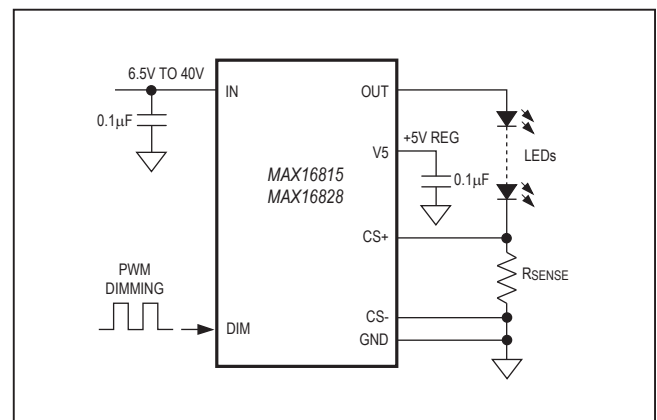 6.5V TO 40V
IN
OUT
0.1µF
+5V REG
V5
LEDs
0.1µF
MAX16815
MAX16828
CS+
PWM
DIMMING
RSENSE
CS-
DIM
GND